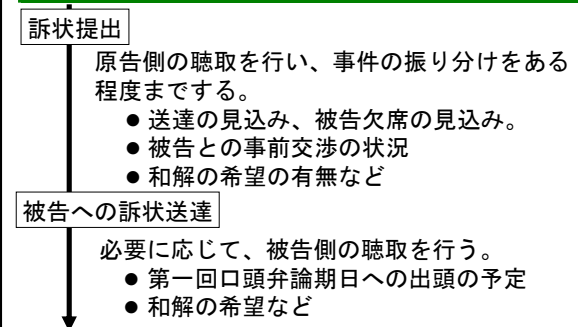 訴状提出
原告側の聴取を行い、事件の振り分けをある
程度までする。
● 送達の見込み、被告欠席の見込み。
● 被告との事前交渉の状況
● 和解の希望の有無など
被告への訴状送達
必要に応じて、被告側の聴取を行う。
● 第一回口頭弁論期日への出頭の予定
● 和解の希望など